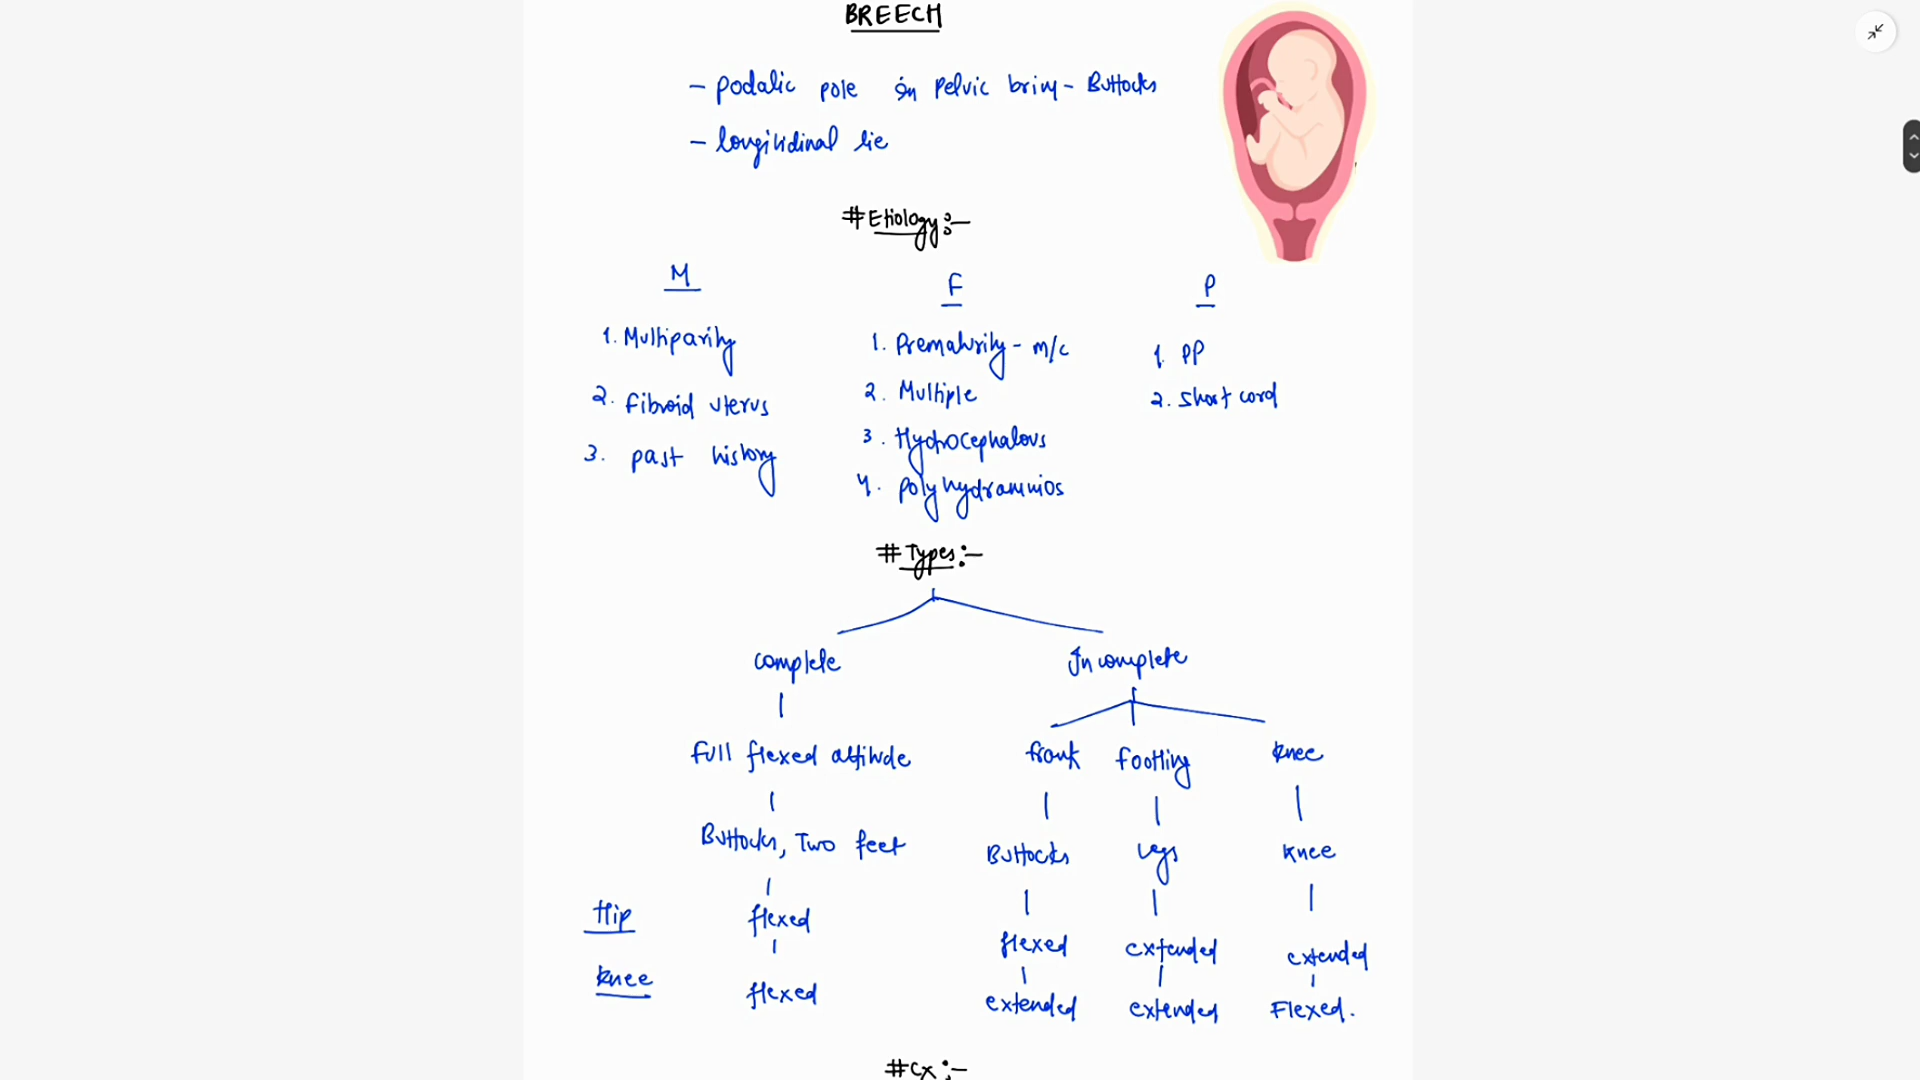 BREECH
- podalic pole in pelvic brim - Buttocks
- longitidinal lie
# Etiology :-
M F P
1. Multiparity 1. Prematurity - m/c 1. PP
2. Fibroid uterus 2. Multiple 2. Short cord
3. past history 3. Hydrocephalous
4. polyhydramnios
# Types :-
complete Incomplete
Full flexed attitude frank footling knee
Buttocks, Two feet Buttocks legs knee
Hip flexed flexed extended extended
knee flexed extended extended Flexed.
# cx :-